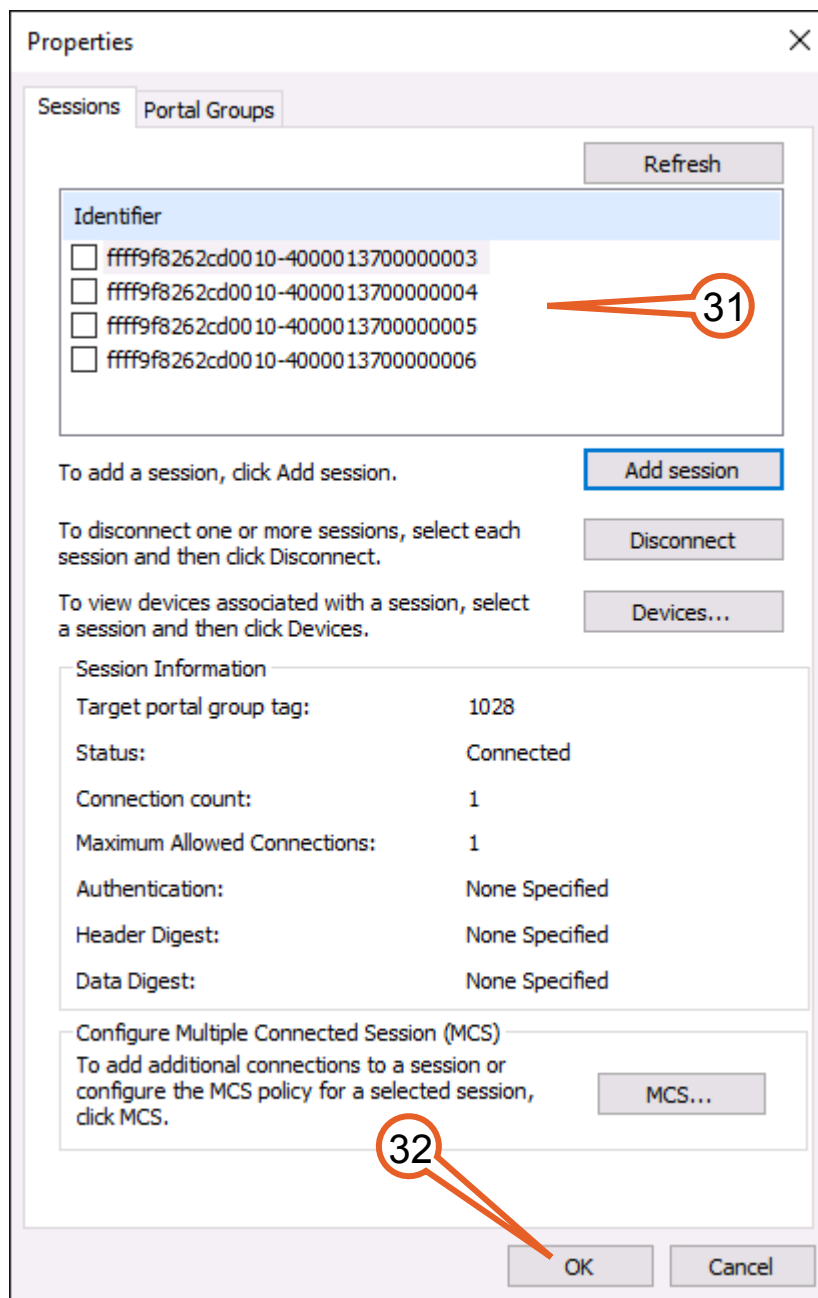 Properties
Sessions
Portal Groups
Refresh
Identifier
ffff9f8262cd0010-4000013700000003
ffff9f8262cd0010-4000013700000004
31
ffff9f8262cd0010-4000013700000005
ffff9f8262cd0010-4000013700000006
To add a session, click Add session.
Add session
To disconnect one or more sessions, select each
session and then click Disconnect.
Disconnect
To view devices associated with a session, select
a session and then click Devices.
Devices...
Session Information
Target portal group tag: 1028
Status: Connected
Connection count: 1
Maximum Allowed Connections: 1
Authentication: None Specified
Header Digest: None Specified
Data Digest: None Specified
Configure Multiple Connected Session (MCS)
To add additional connections to a session or
configure the MCS policy for a selected session,
click MCS.
MCS...
32
OK
Cancel